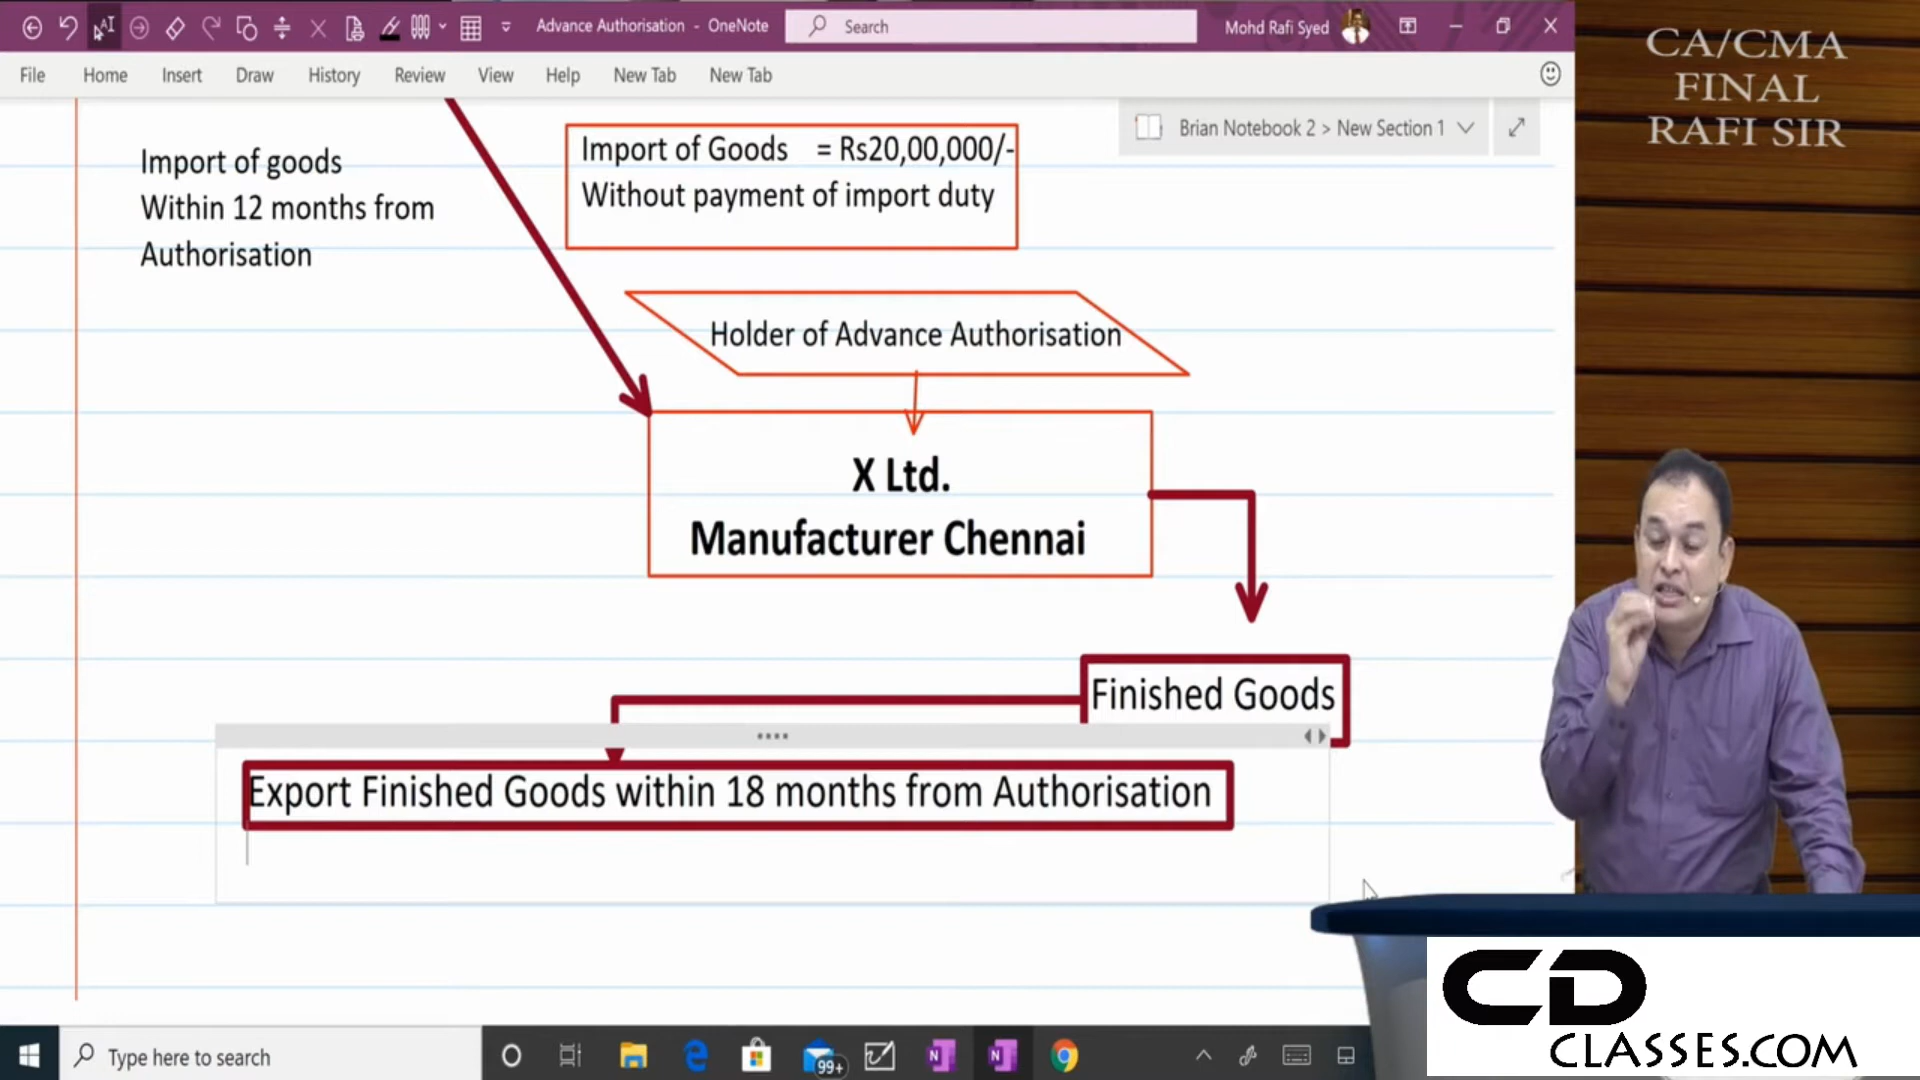 Advance Authorisation - OneNote
Search
Mohd Rafi Syed
File Home Insert Draw History Review View Help New Tab New Tab
Brian Notebook 2 > New Section 1
CA/CMA
FINAL
RAFI SIR
Import of goods
Within 12 months from
Authorisation
Import of Goods = Rs20,00,000/-
Without payment of import duty
Holder of Advance Authorisation
X Ltd.
Manufacturer Chennai
Finished Goods
Export Finished Goods within 18 months from Authorisation
Type here to search
99+
CD
CLASSES.COM